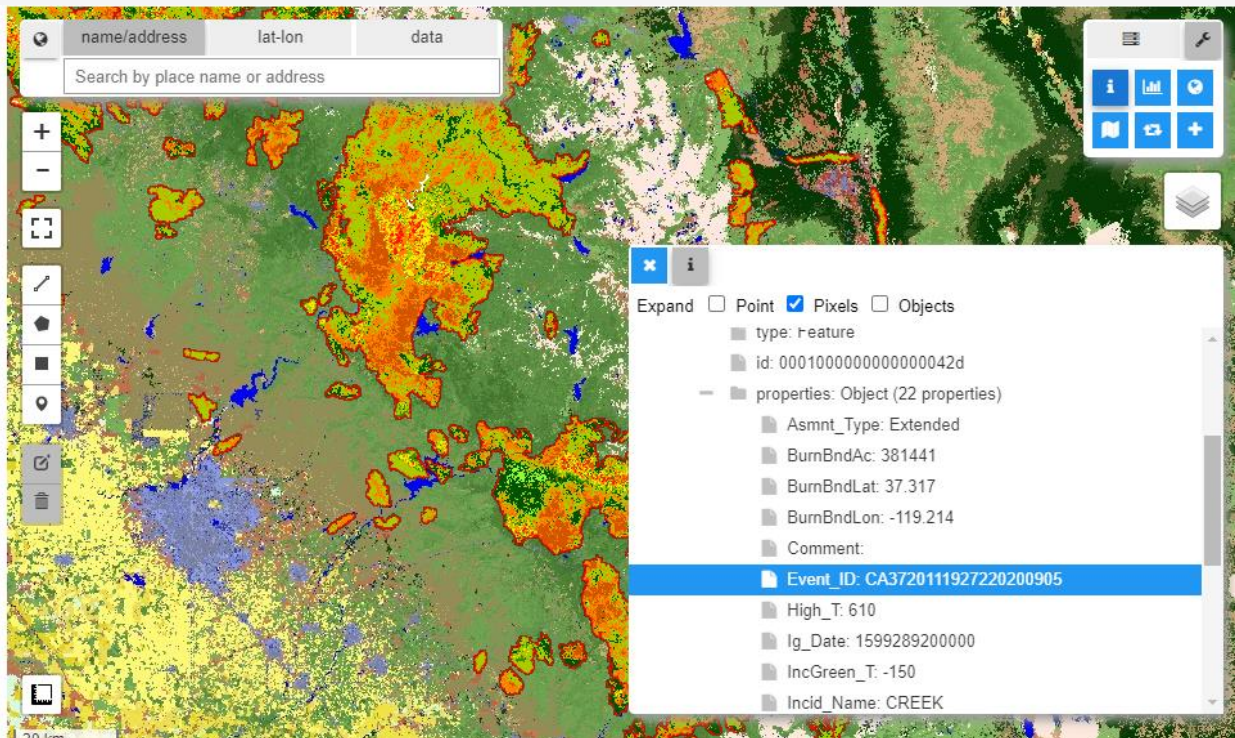 name/address
lat-lon
data
Search by place name or address
+
−
i
i
Expand Point Pixels Objects
type: Feature
id: 0001000000000000042d
properties: Object (22 properties)
Asmnt_Type: Extended
BurnBndAc: 381441
BurnBndLat: 37.317
BurnBndLon: -119.214
Comment:
Event_ID: CA3720111927220200905
High_T: 610
Ig_Date: 1599289200000
IncGreen_T: -150
Incid_Name: CREEK
20 km